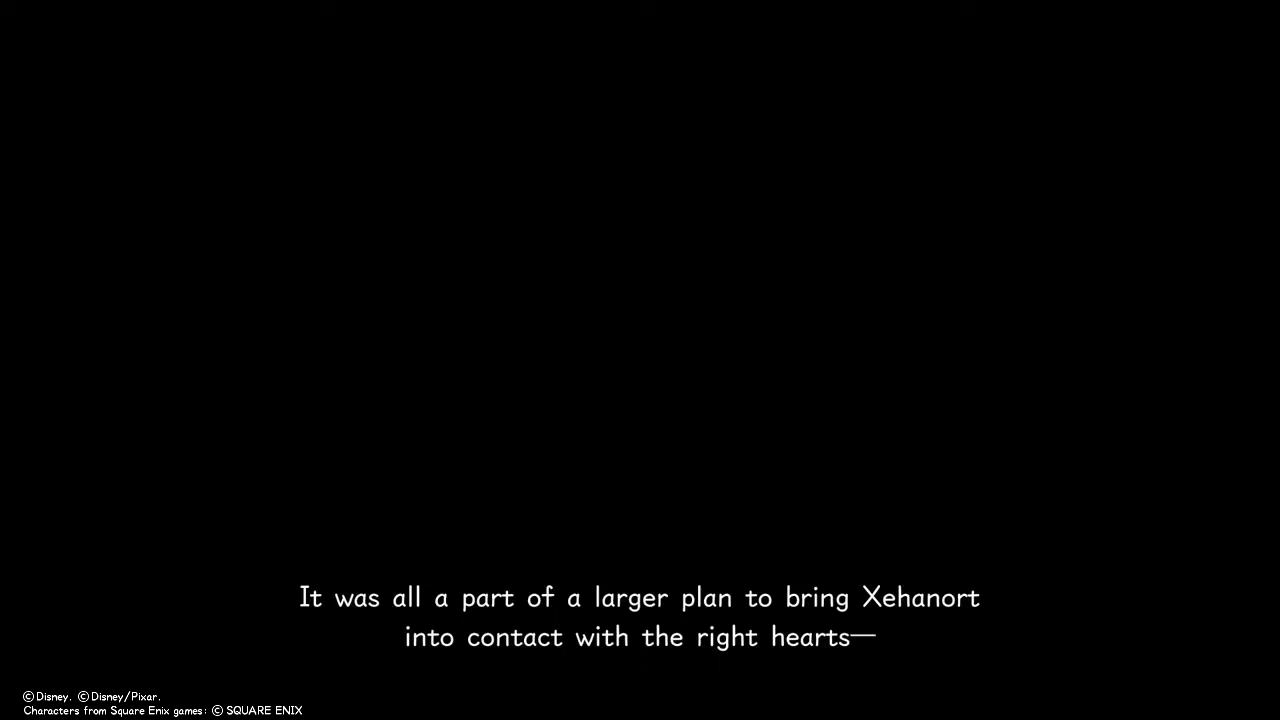 It was all a part of a larger plan to bring Xehanort
into contact with the right hearts—
©Disney. ©Disney/Pixar.
Characters from Square Enix games: © SQUARE ENIX